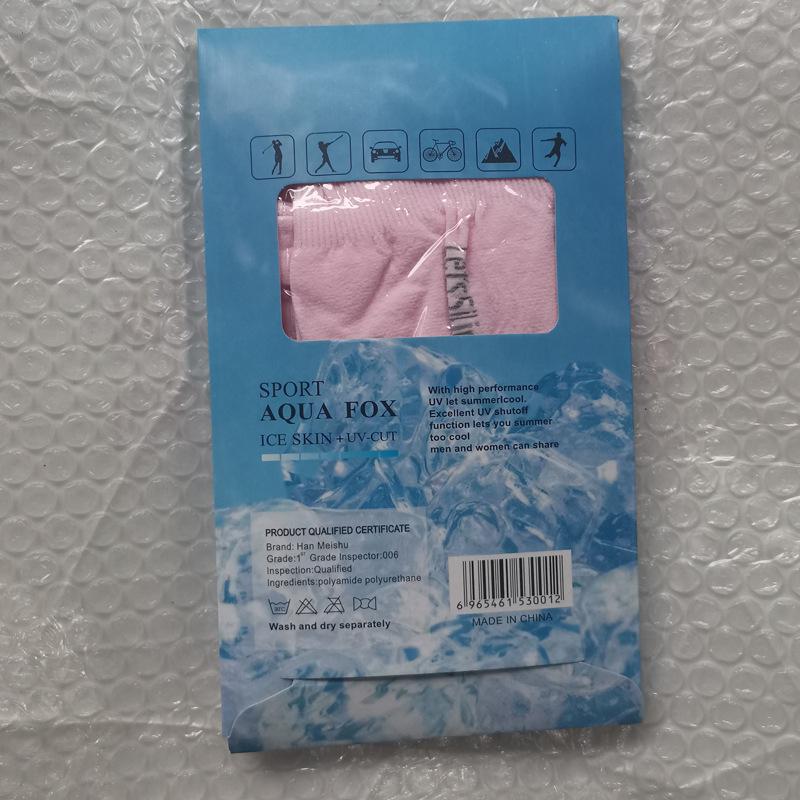 SPORT
AQUA FOX
ICE SKIN + UV-CUT
With high performance
UV let summerlcool.
Excellent UV shutoff
function lets you summer
too cool
men and women can share
PRODUCT QUALIFIED CERTIFICATE
Brand: Han Meishu
Grade:1st Grade Inspector:006
Inspection:Qualified
Ingredients:polyamide polyurethane
Wash and dry separately
6 965461 530012
MADE IN CHINA